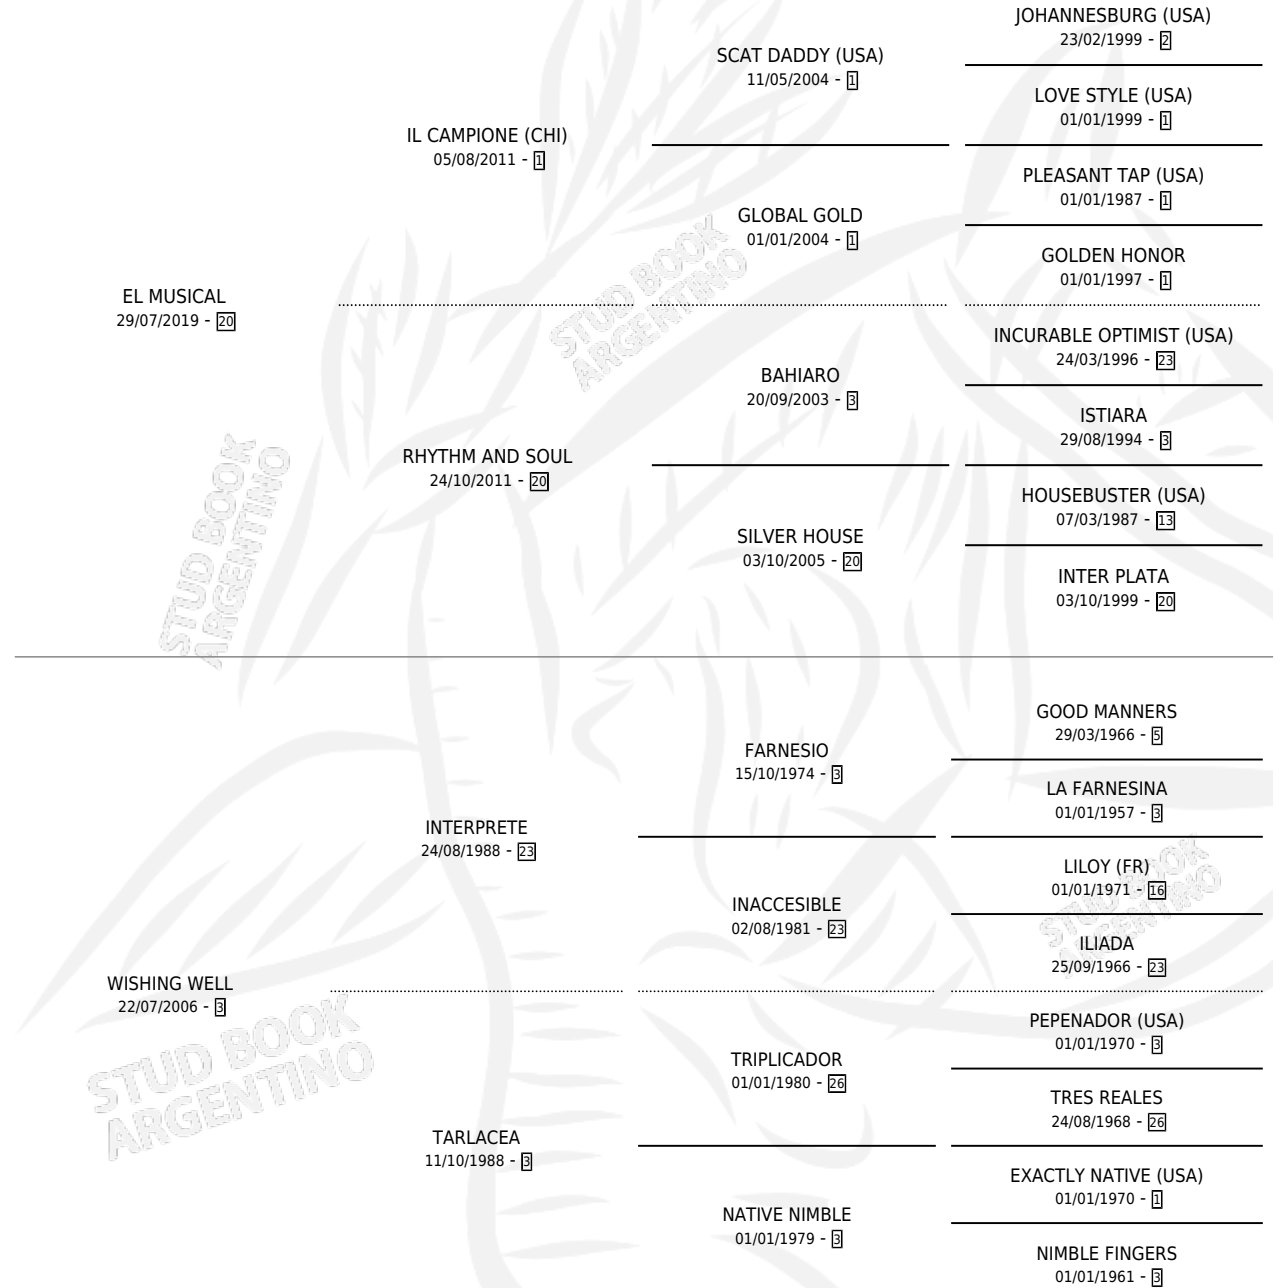 JOHANNESBURG (USA)
23/02/1999 - 2
SCAT DADDY (USA)
11/05/2004 - 1
LOVE STYLE (USA)
01/01/1999 - 1
IL CAMPIONE (CHI)
05/08/2011 - 1
PLEASANT TAP (USA)
01/01/1987 - 1
GLOBAL GOLD
01/01/2004 - 1
GOLDEN HONOR
01/01/1997 - 1
EL MUSICAL
29/07/2019 - 20
STUD BOOK
ARGENTINO
INCURABLE OPTIMIST (USA)
24/03/1996 - 23
BAHIARO
20/09/2003 - 3
ISTIARA
29/08/1994 - 3
RHYTHM AND SOUL
24/10/2011 - 20
STUD BOOK
ARGENTINO
HOUSEBUSTER (USA)
07/03/1987 - 13
SILVER HOUSE
03/10/2005 - 20
INTER PLATA
03/10/1999 - 20
GOOD MANNERS
29/03/1966 - 5
FARNESIO
15/10/1974 - 3
LA FARNESINA
01/01/1957 - 3
INTERPRETE
24/08/1988 - 23
LILOY (FR)
01/01/1971 - 16
STUD BOOK
ARGENTINO
INACCESIBLE
02/08/1981 - 23
ILIADA
25/09/1966 - 23
WISHING WELL
22/07/2006 - 3
STUD BOOK
ARGENTINO
PEPENADOR (USA)
01/01/1970 - 3
TRIPLICADOR
01/01/1980 - 26
TRES REALES
24/08/1968 - 26
TARLACEA
11/10/1988 - 3
EXACTLY NATIVE (USA)
01/01/1970 - 1
NATIVE NIMBLE
01/01/1979 - 3
NIMBLE FINGERS
01/01/1961 - 3